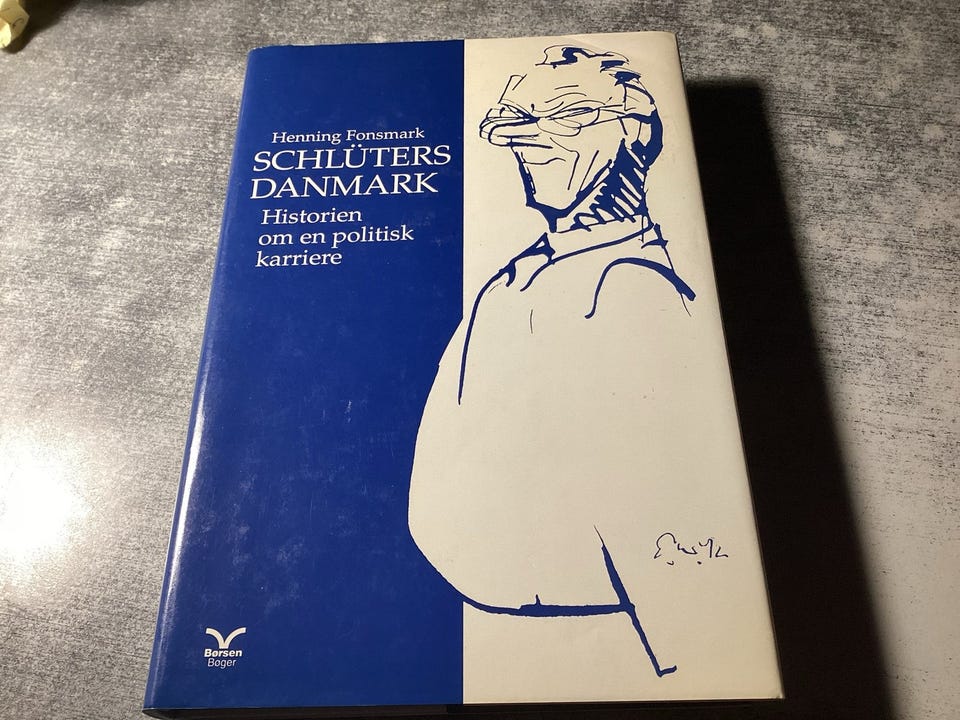 Henning Fonsmark
SCHLÜTERS
DANMARK
Historien
om en politisk
karriere
Børsen
Bøger